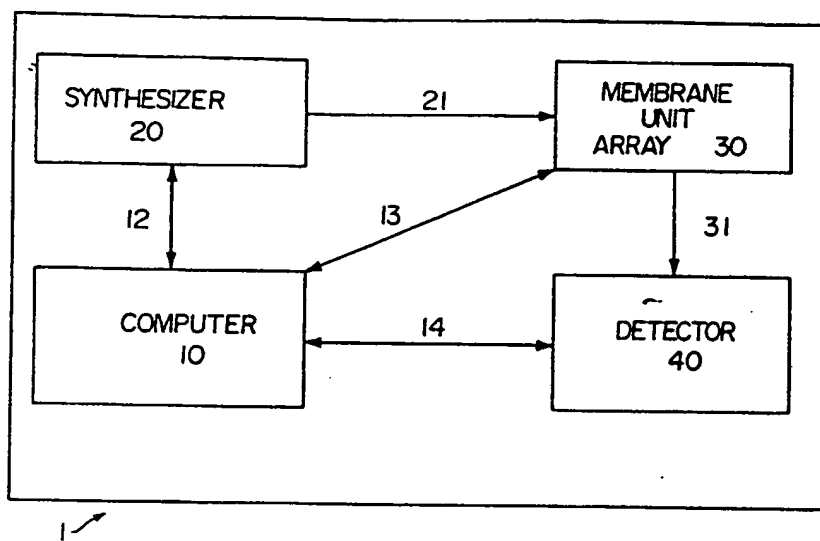 SYNTHESIZER
20
21
MEMBRANE
UNIT
ARRAY 30
12
13
31
COMPUTER
10
14
DETECTOR
40
1